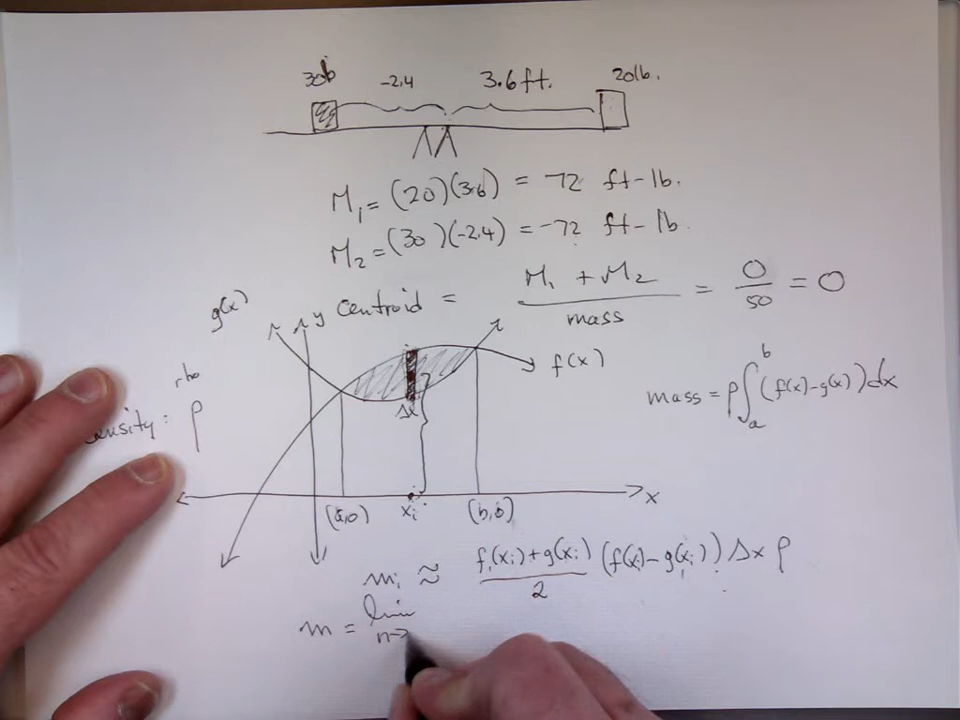 30lb -2.4 3.6 ft. 20 lb.
M₁ = (20)(3.6) = 72 ft-lb.
M₂ = (30)(-2.4) = -72 ft-lb.
Centroid = (M₁ + M₂)/mass = 0/50 = 0
g(x) y
f(x)
rho
ρ
mass = ρ∫ₐᵇ (f(x)-g(x))dx
Δx
x
(a,0) xᵢ (b,0)
mᵢ ≈ (f(xᵢ)+g(xᵢ))/2 (f(xᵢ)-g(xᵢ))Δx ρ
m = lim n→